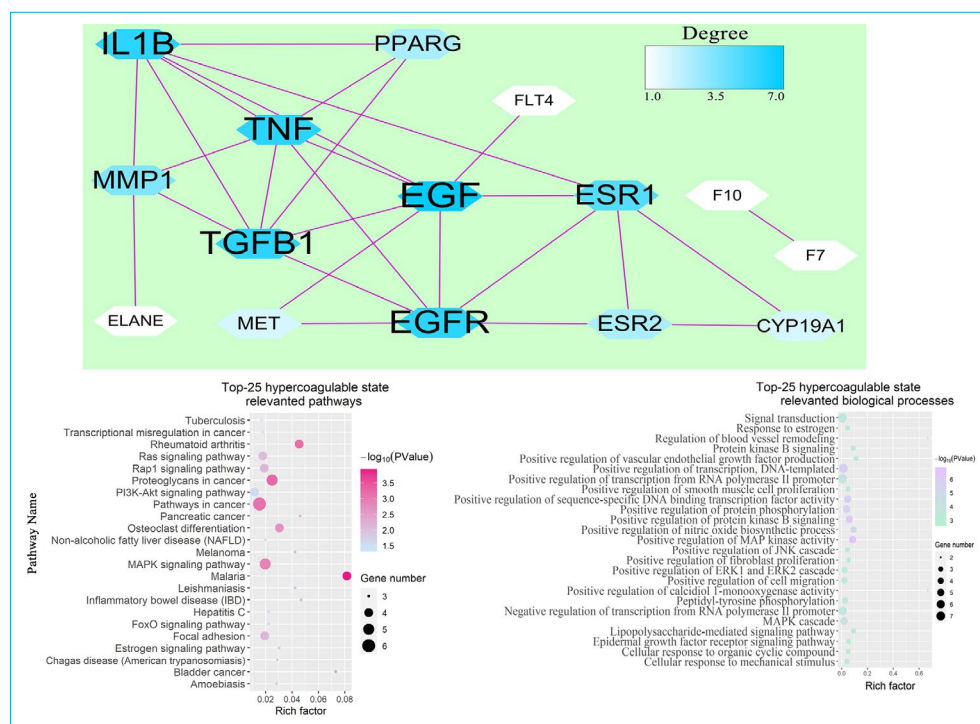 IL1B
PPARG
Degree
1.0 3.5 7.0
FLT4
TNF
MMP1
EGF
ESR1
F10
TGFB1
F7
ELANE
MET
EGFR
ESR2
CYP19A1
Top-25 hypercoagulable state
relevanted pathways
Pathway Name
Tuberculosis
Transcriptional misregulation in cancer
Rheumatoid arthritis
Ras signaling pathway
Rap1 signaling pathway
Proteoglycans in cancer
PI3K-Akt signaling pathway
Pathways in cancer
Pancreatic cancer
Osteoclast differentiation
Non-alcoholic fatty liver disease (NAFLD)
Melanoma
MAPK signaling pathway
Malaria
Leishmaniasis
Inflammatory bowel disease (IBD)
Hepatitis C
FoxO signaling pathway
Focal adhesion
Estrogen signaling pathway
Chagas disease (American trypanosomiasis)
Bladder cancer
Amoebiasis
0.02 0.04 0.06 0.08
Rich factor
−log10(PValue)
3.5
3.0
2.5
2.0
1.5
Gene number
3
4
5
6
Top-25 hypercoagulable state
relevanted biological processes
Signal transduction
Response to estrogen
Regulation of blood vessel remodeling
Protein kinase B signaling
Positive regulation of vascular endothelial growth factor production
Positive regulation of transcription, DNA-templated
Positive regulation of transcription from RNA polymerase II promoter
Positive regulation of smooth muscle cell proliferation
Positive regulation of sequence-specific DNA binding transcription factor activity
Positive regulation of protein phosphorylation
Positive regulation of protein kinase B signaling
Positive regulation of nitric oxide biosynthetic process
Positive regulation of MAP kinase activity
Positive regulation of JNK cascade
Positive regulation of fibroblast proliferation
Positive regulation of ERK1 and ERK2 cascade
Positive regulation of cell migration
Positive regulation of calcidiol 1-monooxygenase activity
Peptidyl-tyrosine phosphorylation
Negative regulation of transcription from RNA polymerase II promoter
MAPK cascade
Lipopolysaccharide-mediated signaling pathway
Epidermal growth factor receptor signaling pathway
Cellular response to organic cyclic compound
Cellular response to mechanical stimulus
0.0 0.2 0.4 0.6
Rich factor
−log10(PValue)
6
5
4
3
Gene number
2
3
4
5
6
7